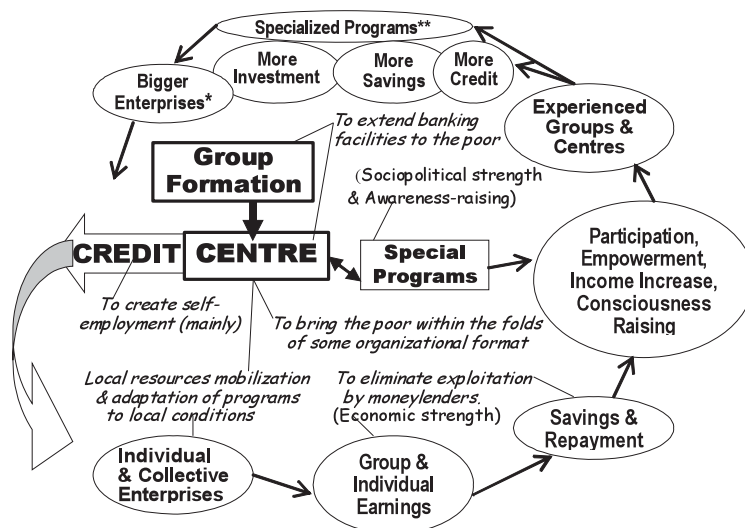 Specialized Programs**
More
Investment
More
Savings
More
Credit
Bigger
Enterprises*
Experienced
Groups &
Centres
To extend banking
facilities to the poor
Group
Formation
(Sociopolitical strength
& Awareness-raising)
CREDIT
CENTRE
Special
Programs
Participation,
Empowerment,
Income Increase,
Consciousness
Raising
To create self-
employment (mainly)
To bring the poor within the folds
of some organizational format
Local resources mobilization
& adaptation of programs
to local conditions
To eliminate exploitation
by moneylenders.
(Economic strength)
Savings &
Repayment
Individual
& Collective
Enterprises
Group &
Individual
Earnings